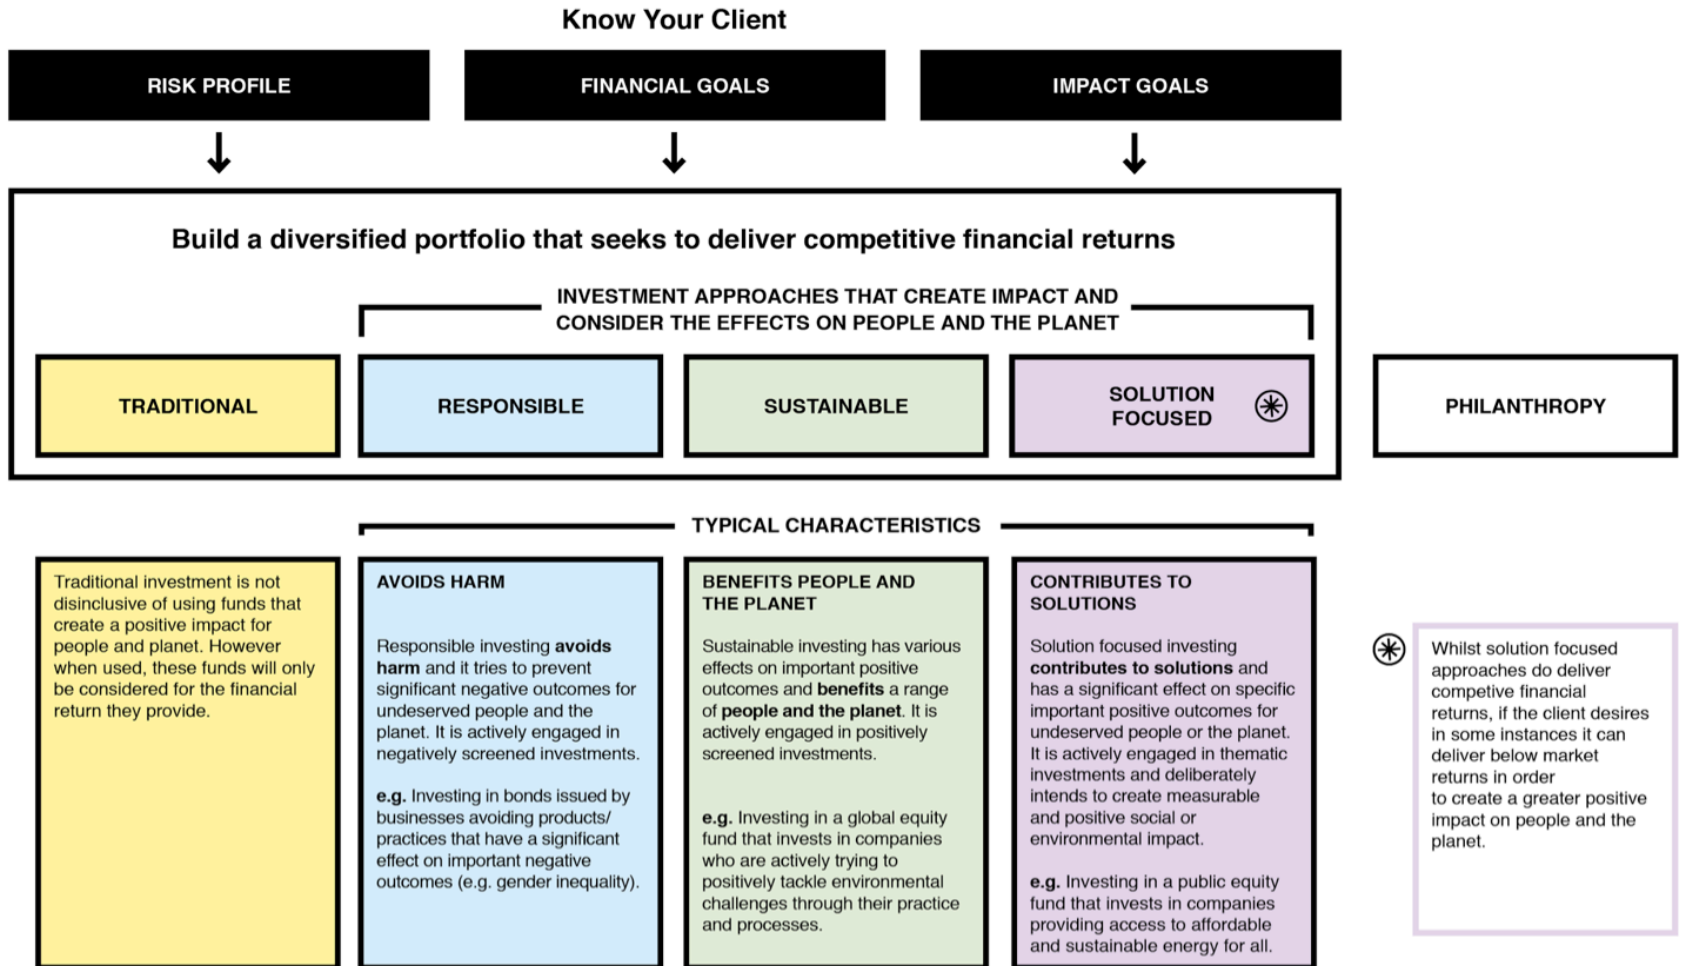 Know Your Client
RISK PROFILE
FINANCIAL GOALS
IMPACT GOALS
Build a diversified portfolio that seeks to deliver competitive financial returns
INVESTMENT APPROACHES THAT CREATE IMPACT AND
CONSIDER THE EFFECTS ON PEOPLE AND THE PLANET
TRADITIONAL
RESPONSIBLE
SUSTAINABLE
SOLUTION
FOCUSED
PHILANTHROPY
TYPICAL CHARACTERISTICS
Traditional investment is not
disinclusive of using funds that
create a positive impact for
people and planet. However
when used, these funds will only
be considered for the financial
return they provide.
AVOIDS HARM
Responsible investing avoids
harm and it tries to prevent
significant negative outcomes for
undeserved people and the
planet. It is actively engaged in
negatively screened investments.
e.g. Investing in bonds issued by
businesses avoiding products/
practices that have a significant
effect on important negative
outcomes (e.g. gender inequality).
BENEFITS PEOPLE AND
THE PLANET
Sustainable investing has various
effects on important positive
outcomes and benefits a range
of people and the planet. It is
actively engaged in positively
screened investments.
e.g. Investing in a global equity
fund that invests in companies
who are actively trying to
positively tackle environmental
challenges through their practice
and processes.
CONTRIBUTES TO
SOLUTIONS
Solution focused investing
contributes to solutions and
has a significant effect on specific
important positive outcomes for
undeserved people or the planet.
It is actively engaged in thematic
investments and deliberately
intends to create measurable
and positive social or
environmental impact.
e.g. Investing in a public equity
fund that invests in companies
providing access to affordable
and sustainable energy for all.
Whilst solution focused
approaches do deliver
competive financial
returns, if the client desires
in some instances it can
deliver below market
returns in order
to create a greater positive
impact on people and the
planet.